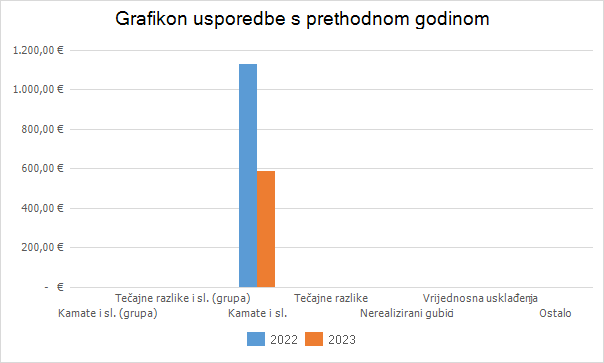 Grafikon usporedbe s prethodnom godinom
1.200,00 €
1.000,00 €
800,00 €
600,00 €
400,00 €
200,00 €
- €
Tečajne razlike i sl. (grupa) Tečajne razlike Vrijednosna usklađenja
Kamate i sl. (grupa) Kamate i sl. Nerealizirani gubid Ostalo
2022 2023